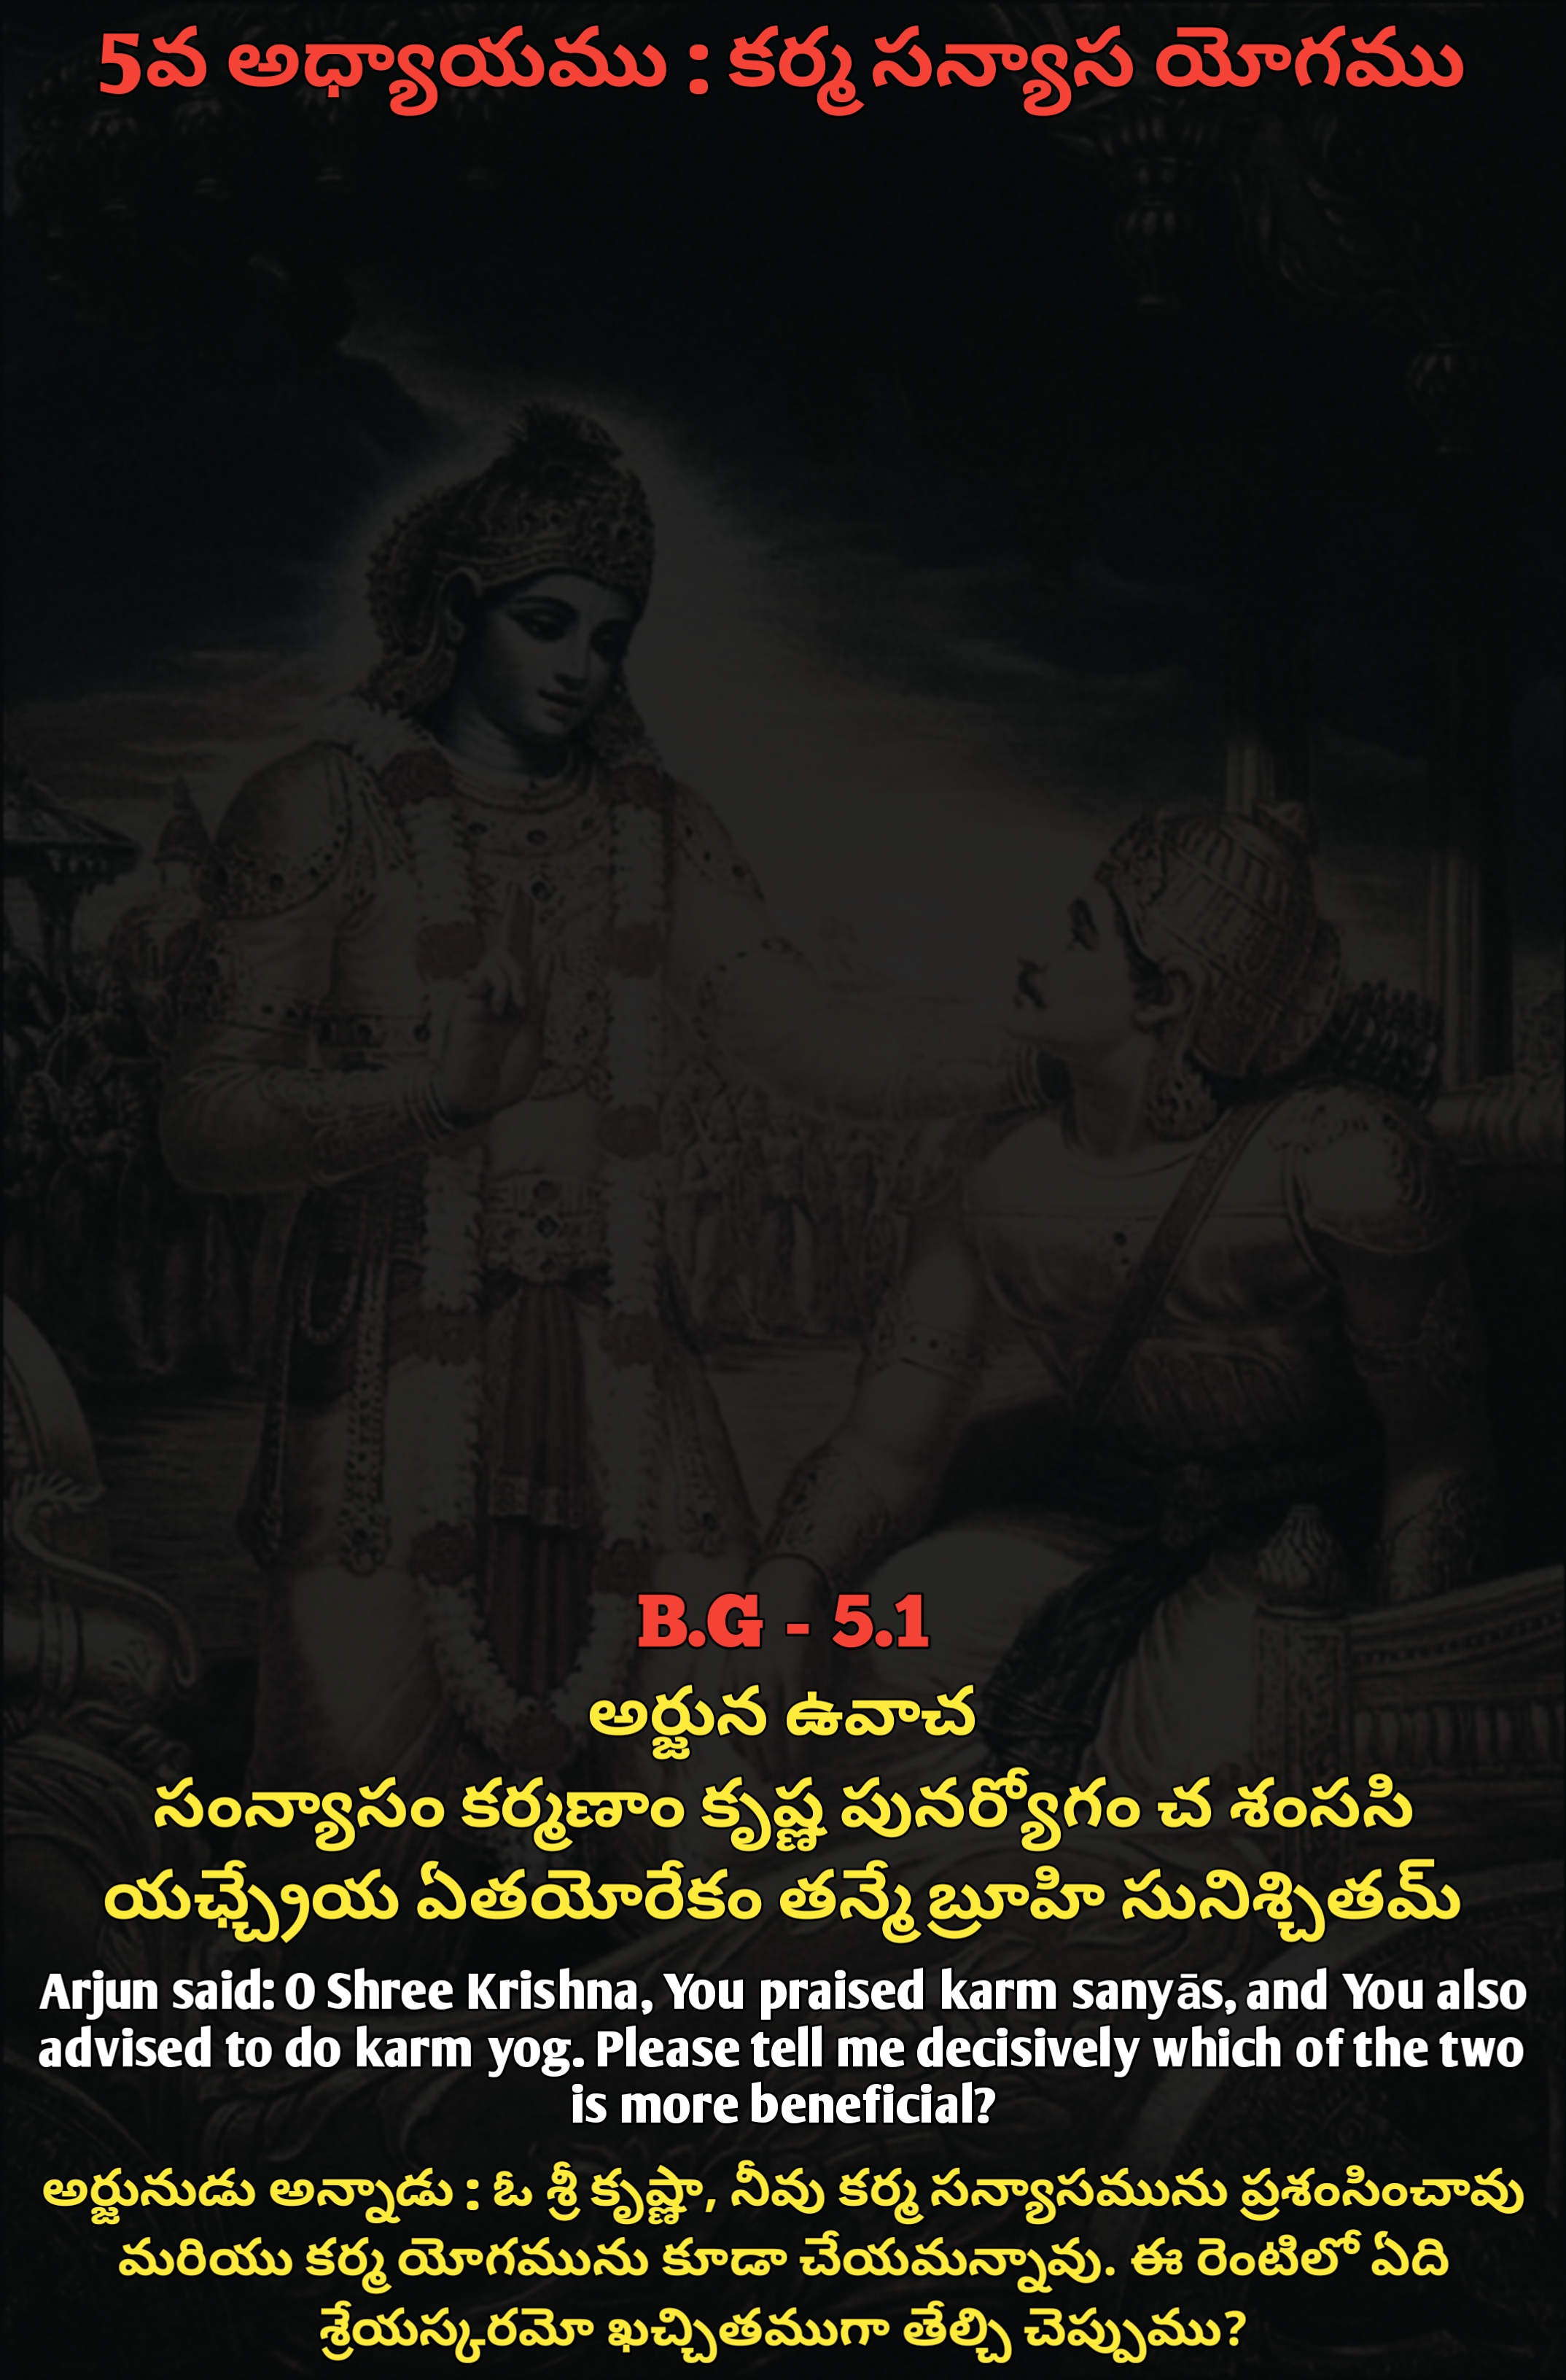 5వ అధ్యాయము : కర్మ సన్యాస యోగము
B.G - 5.1
అర్జున ఉవాచ
సంన్యాసం కర్మణాం కృష్ణ పునర్యోగం చ శంససి
యచ్ఛ్రేయ ఏతయోరేకం తన్మే బ్రూహి సునిశ్చితమ్
Arjun said: O Shree Krishna, You praised karm sanyās, and You also
advised to do karm yog. Please tell me decisively which of the two
is more beneficial?
అర్జునుడు అన్నాడు : ఓ శ్రీ కృష్ణా, నీవు కర్మ సన్యాసమును ప్రశంసించావు
మరియు కర్మ యోగమును కూడా చేయమన్నావు. ఈ రెంటిలో ఏది
శ్రేయస్కరమో ఖచ్చితముగా తేల్చి చెప్పుము?